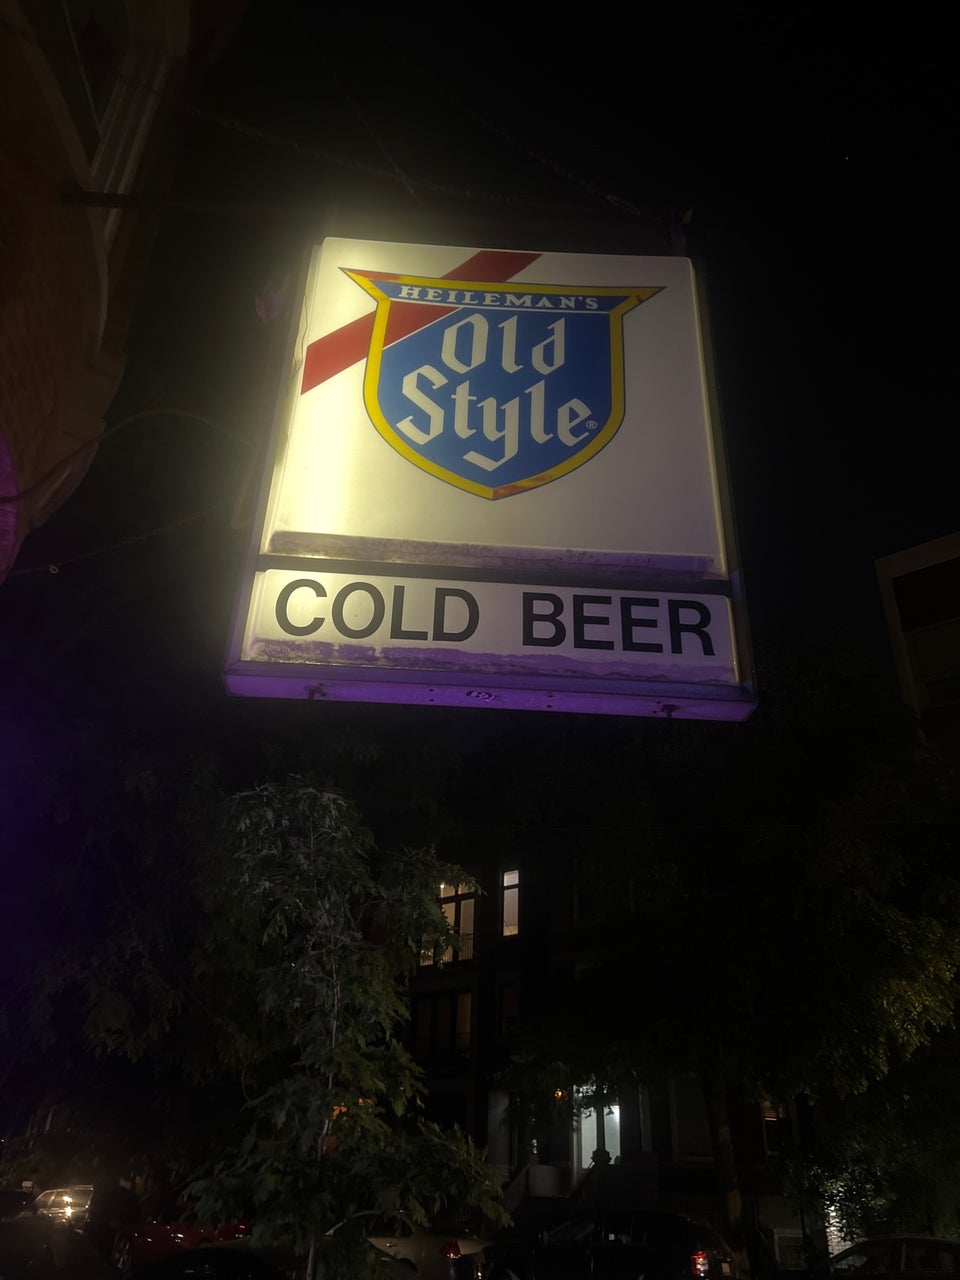 HEILEMAN'S
Old
Style®
COLD BEER